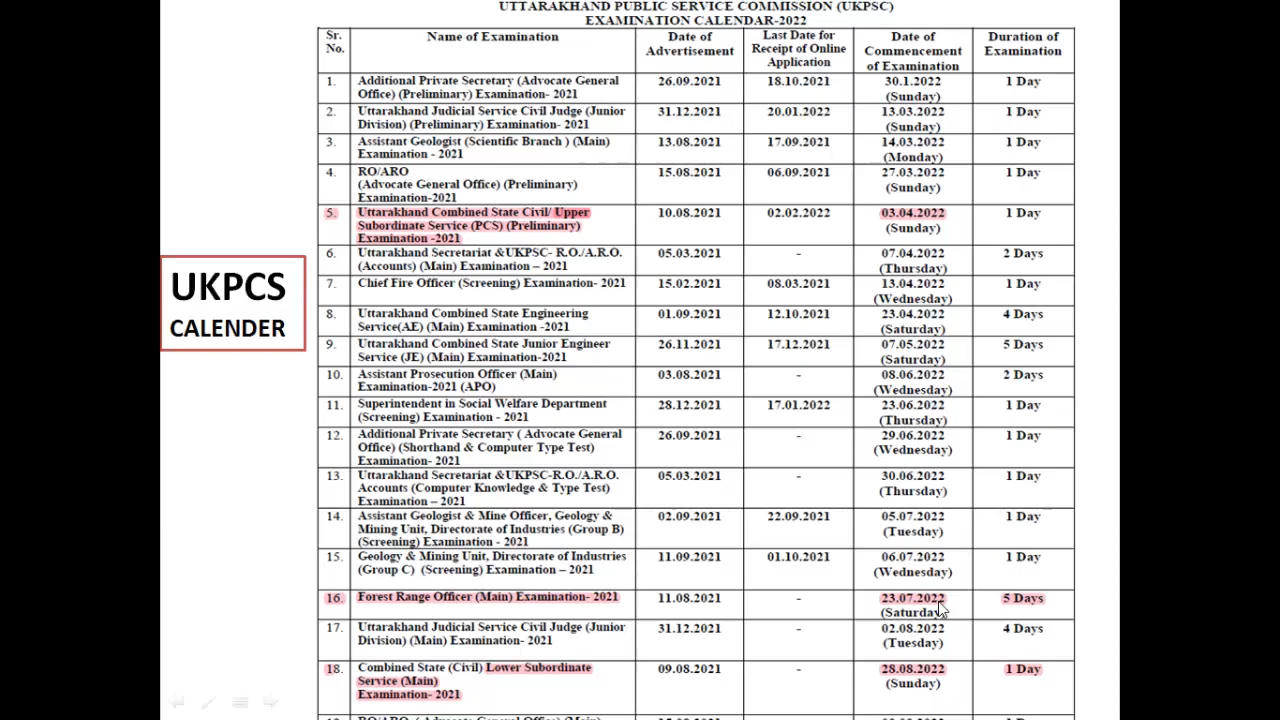 UTTARAKHAND PUBLIC SERVICE COMMISSION (UKPSC)
EXAMINATION CALENDAR-2022
Sr. No. Name of Examination Date of Advertisement Last Date for Receipt of Online Application Date of Commencement of Examination Duration of Examination
1. Additional Private Secretary (Advocate General 26.09.2021 18.10.2021 30.1.2022 1 Day
Office) (Preliminary) Examination- 2021 (Sunday)
2. Uttarakhand Judicial Service Civil Judge (Junior 31.12.2021 20.01.2022 13.03.2022 1 Day
Division) (Preliminary) Examination- 2021 (Sunday)
3. Assistant Geologist (Scientific Branch ) (Main) 13.08.2021 17.09.2021 14.03.2022 1 Day
Examination - 2021 (Monday)
4. RO/ARO 15.08.2021 06.09.2021 27.03.2022 1 Day
(Advocate General Office) (Preliminary) (Sunday)
Examination-2021
5. Uttarakhand Combined State Civil/ Upper 10.08.2021 02.02.2022 03.04.2022 1 Day
Subordinate Service (PCS) (Preliminary) (Sunday)
Examination -2021
6. Uttarakhand Secretariat &UKPSC- R.O./A.R.O. 05.03.2021 - 07.04.2022 2 Days
(Accounts) (Main) Examination – 2021 (Thursday)
7. Chief Fire Officer (Screening) Examination- 2021 15.02.2021 08.03.2021 13.04.2022 1 Day
(Wednesday)
8. Uttarakhand Combined State Engineering 01.09.2021 12.10.2021 23.04.2022 4 Days
Service(AE) (Main) Examination -2021 (Saturday)
9. Uttarakhand Combined State Junior Engineer 26.11.2021 17.12.2021 07.05.2022 5 Days
Service (JE) (Main) Examination-2021 (Saturday)
10. Assistant Prosecution Officer (Main) 03.08.2021 - 08.06.2022 2 Days
Examination-2021 (APO) (Wednesday)
11. Superintendent in Social Welfare Department 28.12.2021 17.01.2022 23.06.2022 1 Day
(Screening) Examination - 2021 (Thursday)
12. Additional Private Secretary ( Advocate General 26.09.2021 - 29.06.2022 1 Day
Office) (Shorthand & Computer Type Test) (Wednesday)
Examination- 2021
13. Uttarakhand Secretariat &UKPSC-R.O./A.R.O. 05.03.2021 - 30.06.2022 1 Day
Accounts (Computer Knowledge & Type Test) (Thursday)
Examination – 2021
14. Assistant Geologist & Mine Officer, Geology & 02.09.2021 22.09.2021 05.07.2022 1 Day
Mining Unit, Directorate of Industries (Group B) (Tuesday)
(Screening) Examination - 2021
15. Geology & Mining Unit, Directorate of Industries 11.09.2021 01.10.2021 06.07.2022 1 Day
(Group C) (Screening) Examination – 2021 (Wednesday)
16. Forest Range Officer (Main) Examination- 2021 11.08.2021 - 23.07.2022 5 Days
(Saturday)
17. Uttarakhand Judicial Service Civil Judge (Junior 31.12.2021 - 02.08.2022 4 Days
Division) (Main) Examination- 2021 (Tuesday)
18. Combined State (Civil) Lower Subordinate 09.08.2021 - 28.08.2022 1 Day
Service (Main) (Sunday)
Examination- 2021
UKPCS
CALENDER